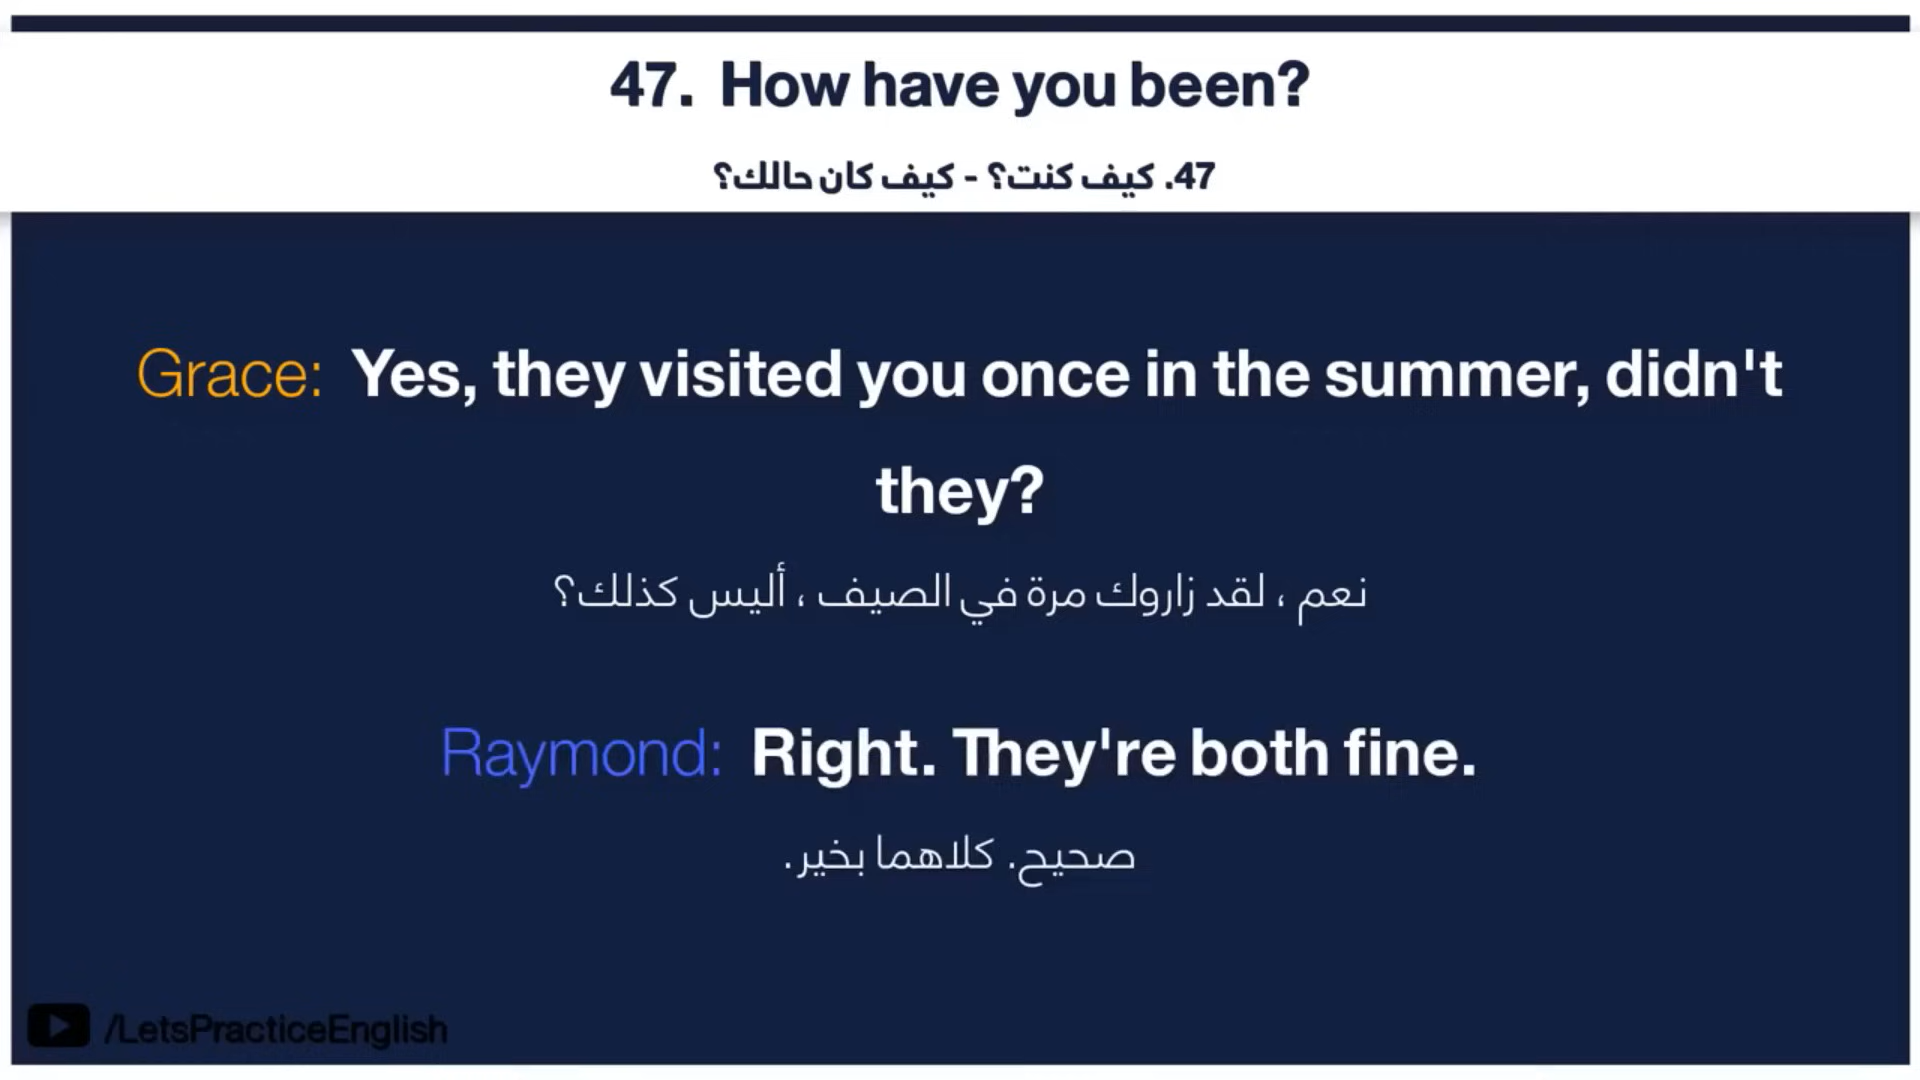 47. How have you been?
47. كيف كنت؟ - كيف كان حالك؟
Grace: Yes, they visited you once in the summer, didn't
they?
نعم ، لقد زاروك مرة في الصيف ، أليس كذلك؟
Raymond: Right. They're both fine.
صحيح. كلاهما بخير.
/LetsPracticeEnglish